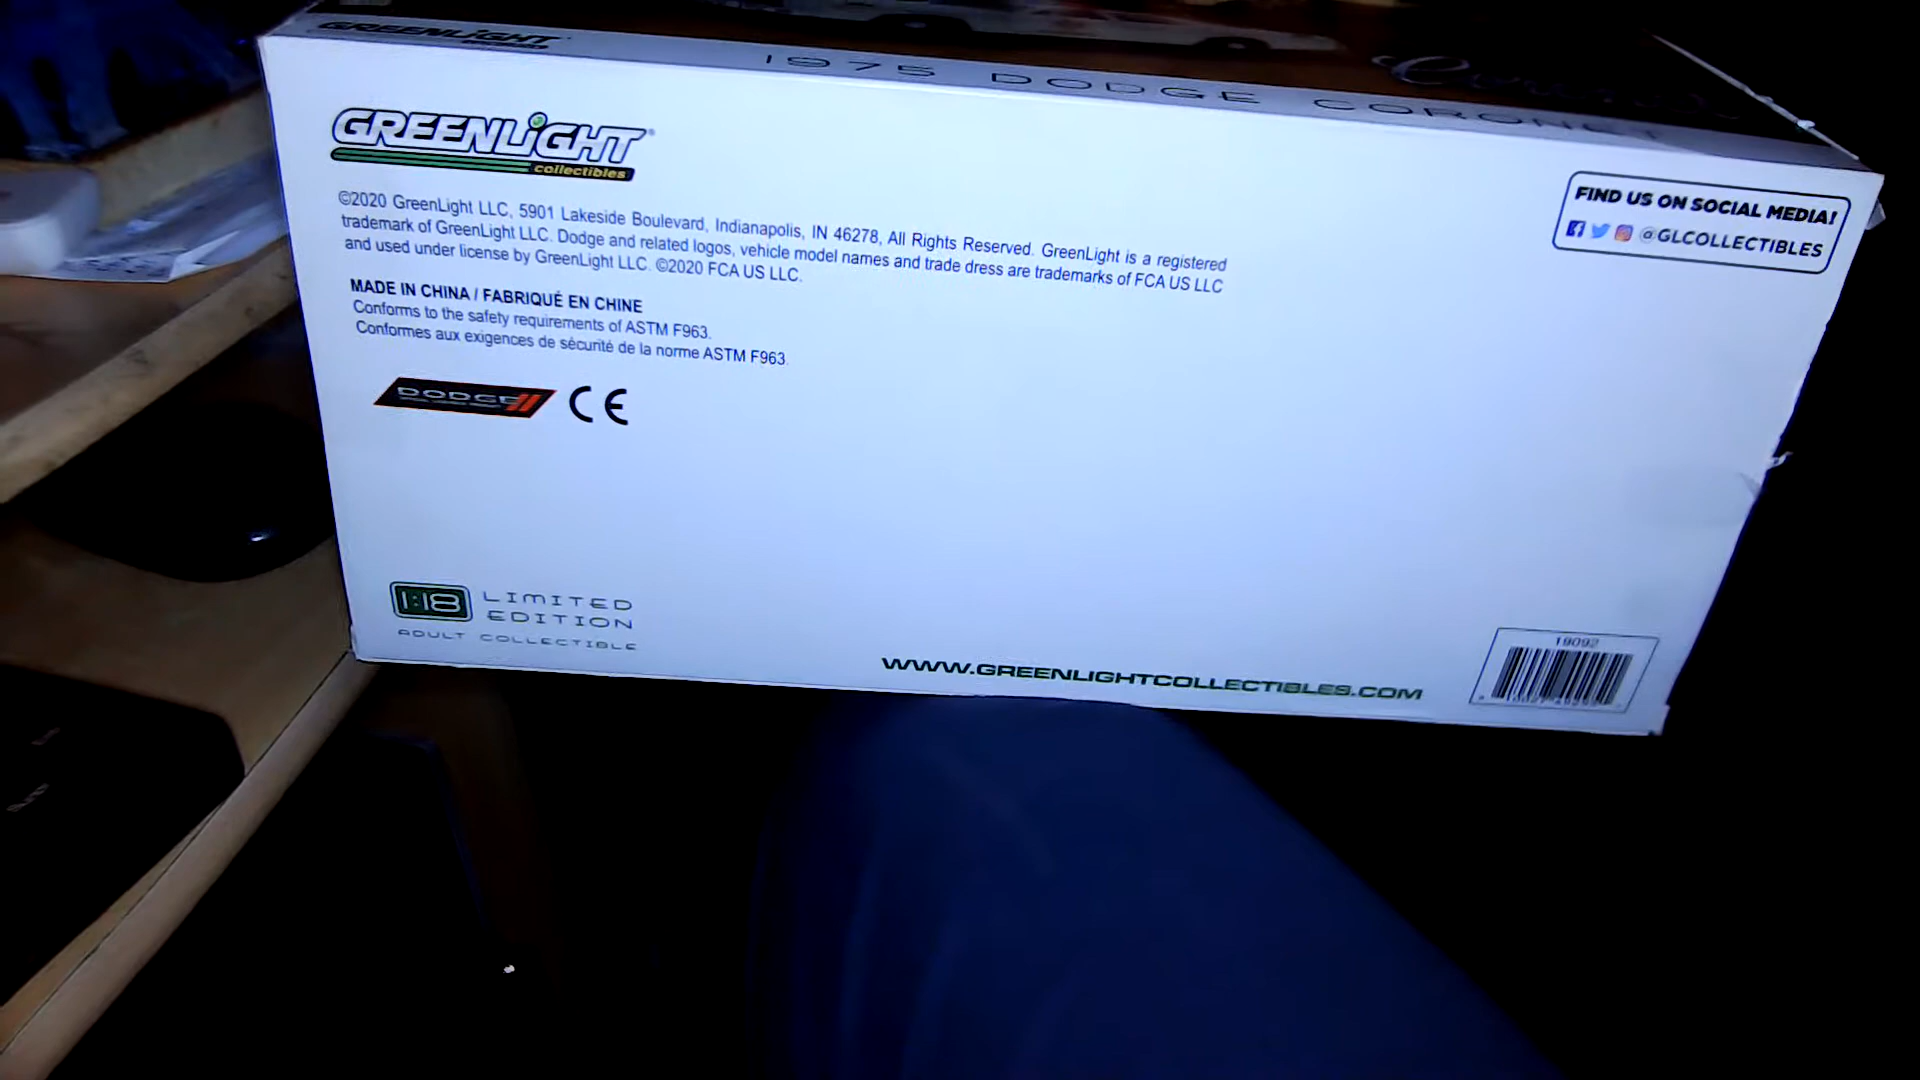 GREENLIGHT
1975 DODGE CORONET
GREENLIGHT
collectibles
©2020 GreenLight LLC, 5901 Lakeside Boulevard, Indianapolis, IN 46278, All Rights Reserved. GreenLight is a registered
trademark of GreenLight LLC. Dodge and related logos, vehicle model names and trade dress are trademarks of FCA US LLC
and used under license by GreenLight LLC. ©2020 FCA US LLC.
MADE IN CHINA / FABRIQUÉ EN CHINE
Conforms to the safety requirements of ASTM F963.
Conformes aux exigences de sécurité de la norme ASTM F963.
DODGE
CE
FIND US ON SOCIAL MEDIA!
@GLCOLLECTIBLES
1:18
LIMITED
EDITION
ADULT COLLECTIBLE
WWW.GREENLIGHTCOLLECTIBLES.COM
19092